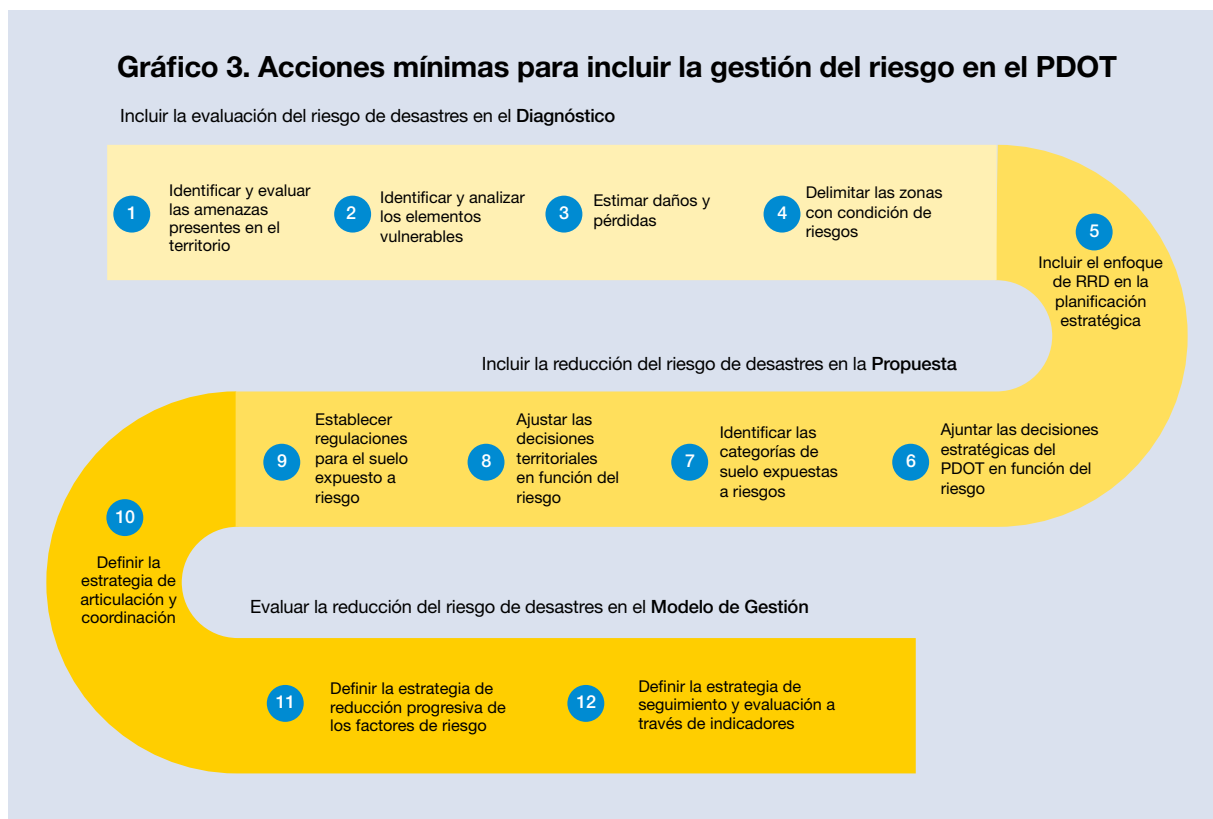 Gráfico 3. Acciones mínimas para incluir la gestión del riesgo en el PDOT
Incluir la evaluación del riesgo de desastres en el Diagnóstico
1
Identificar y evaluar
las amenazas
presentes en el
territorio
2
Identificar y analizar
los elementos
vulnerables
3
Estimar daños y
pérdidas
4
Delimitar las zonas
con condición de
riesgos
5
Incluir el enfoque
de RRD en la
planificación
estratégica
Incluir la reducción del riesgo de desastres en la Propuesta
6
Ajuntar las decisiones
estratégicas del
PDOT en función del
riesgo
7
Identificar las
categorías de
suelo expuestas
a riesgos
8
Ajustar las
decisiones
territoriales
en función del
riesgo
9
Establecer
regulaciones
para el suelo
expuesto a
riesgo
10
Definir la
estrategia de
articulación y
coordinación
Evaluar la reducción del riesgo de desastres en el Modelo de Gestión
11
Definir la estrategia de
reducción progresiva de
los factores de riesgo
12
Definir la estrategia de
seguimiento y evaluación a
través de indicadores